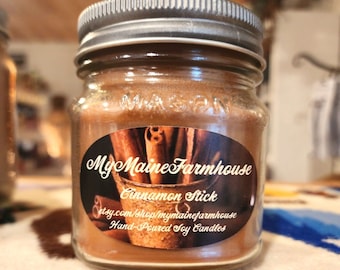 MASON
MyMaineFarmhouse
Cinnamon Stick
etsy.com/shop/mymainefarmhouse
Hand-Poured Soy Candles